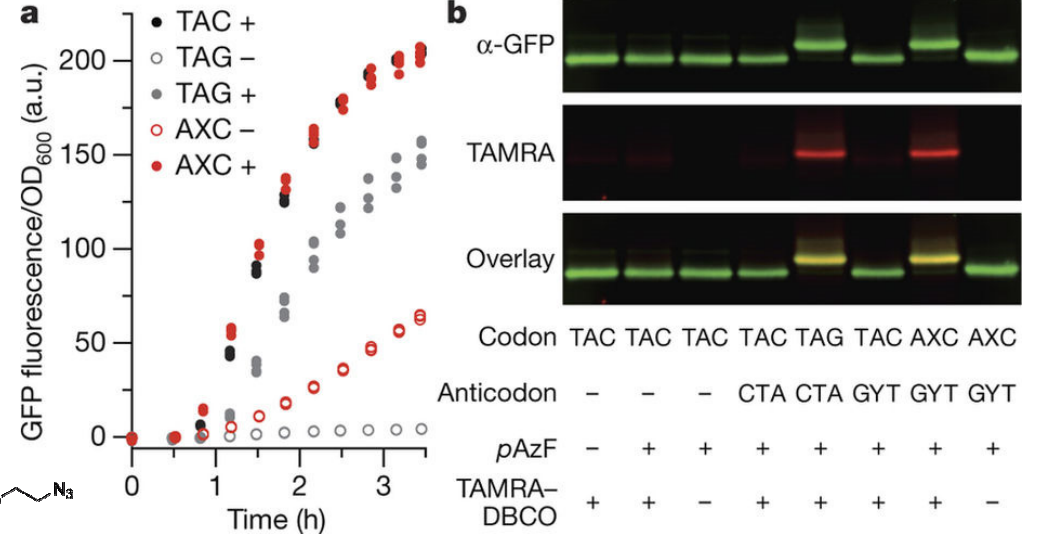 a
GFP fluorescence/OD600 (a.u.)
200
150
100
50
0
TAC +
TAG −
TAG +
AXC −
AXC +
0 1 2 3
Time (h)
N3
b
α-GFP
TAMRA
Overlay
Codon TAC TAC TAC TAC TAG TAC AXC AXC
Anticodon − − − CTA CTA GYT GYT GYT
pAzF − + + + + + + +
TAMRA–
DBCO + + − + + + + −